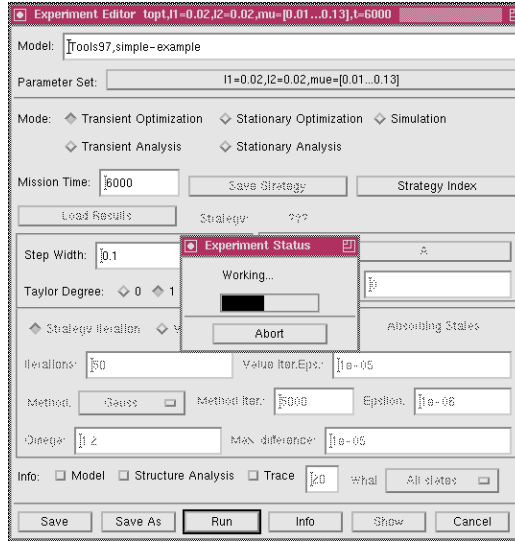 Experiment Editor topt,l1=0.02,l2=0.02,mu=[0.01...0.13],t=6000
Model: Tools97,simple-example
Parameter Set: l1=0.02,l2=0.02,mue=[0.01...0.13]
Mode: Transient Optimization Stationary Optimization Simulation
Transient Analysis Stationary Analysis
Mission Time: 6000 Save Strategy Strategy Index
Load Results Strategy: ???
Experiment Status
Step Width: 0.1 A
Working...
Taylor Degree: 0 1 0
Abort
Strategy Iteration Absorbing States
Iterations: 50 Value Iter.Eps.: 1e-05
Method: Gauss Method Iter.: 5000 Epsilon: 1e-06
Omega: 1.2 Max. difference: 1e-05
Info: Model Structure Analysis Trace 20 What All states
Save Save As Run Info Show Cancel